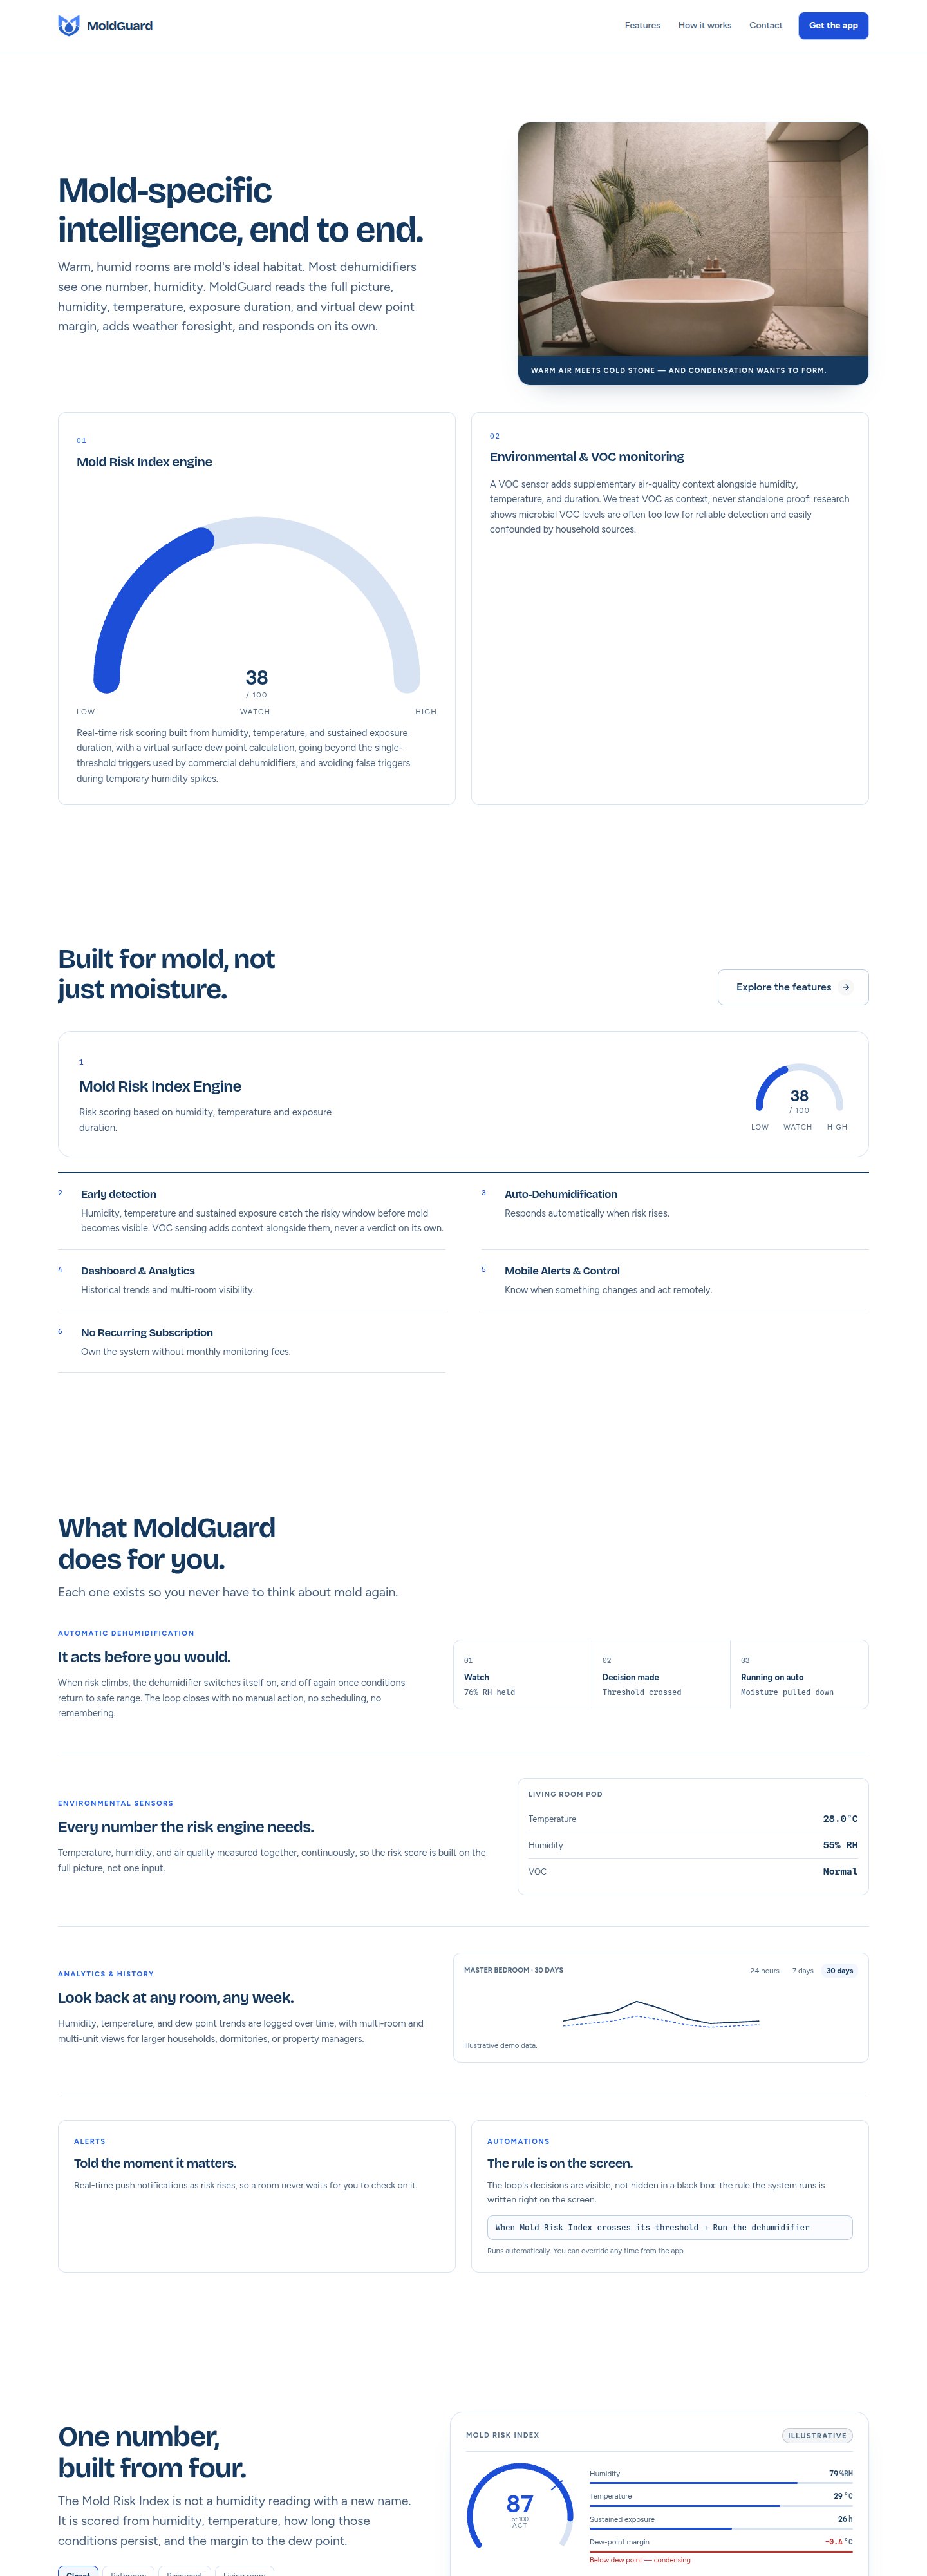 MoldGuard
Features How it works Contact Get the app
Mold-specific
intelligence, end to end.
Warm, humid rooms are mold's ideal habitat. Most dehumidifiers
see one number, humidity. MoldGuard reads the full picture,
humidity, temperature, exposure duration, and virtual dew point
margin, adds weather foresight, and responds on its own.
WARM AIR MEETS COLD STONE — AND CONDENSATION WANTS TO FORM.
01
Mold Risk Index engine
38
/ 100
LOW WATCH HIGH
Real-time risk scoring built from humidity, temperature, and sustained exposure
duration, with a virtual surface dew point calculation, going beyond the single-
threshold triggers used by commercial dehumidifiers, and avoiding false triggers
during temporary humidity spikes.
02
Environmental & VOC monitoring
A VOC sensor adds supplementary air-quality context alongside humidity,
temperature, and duration. We treat VOC as context, never standalone proof: research
shows microbial VOC levels are often too low for reliable detection and easily
confounded by household sources.
Built for mold, not
just moisture.
Explore the features →
1
Mold Risk Index Engine
Risk scoring based on humidity, temperature and exposure
duration.
38
/ 100
LOW WATCH HIGH
2 Early detection
Humidity, temperature and sustained exposure catch the risky window before mold
becomes visible. VOC sensing adds context alongside them, never a verdict on its own.
3 Auto-Dehumidification
Responds automatically when risk rises.
4 Dashboard & Analytics
Historical trends and multi-room visibility.
5 Mobile Alerts & Control
Know when something changes and act remotely.
6 No Recurring Subscription
Own the system without monthly monitoring fees.
What MoldGuard
does for you.
Each one exists so you never have to think about mold again.
AUTOMATIC DEHUMIDIFICATION
It acts before you would.
When risk climbs, the dehumidifier switches itself on, and off again once conditions
return to safe range. The loop closes with no manual action, no scheduling, no
remembering.
01
Watch
76% RH held
02
Decision made
Threshold crossed
03
Running on auto
Moisture pulled down
ENVIRONMENTAL SENSORS
Every number the risk engine needs.
Temperature, humidity, and air quality measured together, continuously, so the risk score is built on the
full picture, not one input.
LIVING ROOM POD
Temperature 28.0°C
Humidity 55% RH
VOC Normal
ANALYTICS & HISTORY
Look back at any room, any week.
Humidity, temperature, and dew point trends are logged over time, with multi-room and
multi-unit views for larger households, dormitories, or property managers.
MASTER BEDROOM · 30 DAYS 24 hours 7 days 30 days
Illustrative demo data.
ALERTS
Told the moment it matters.
Real-time push notifications as risk rises, so a room never waits for you to check on it.
AUTOMATIONS
The rule is on the screen.
The loop's decisions are visible, not hidden in a black box: the rule the system runs is
written right on the screen.
When Mold Risk Index crosses its threshold → Run the dehumidifier
Runs automatically. You can override any time from the app.
One number,
built from four.
The Mold Risk Index is not a humidity reading with a new name.
It is scored from humidity, temperature, how long those
conditions persist, and the margin to the dew point.
Closet Bathroom Basement Living room
MOLD RISK INDEX ILLUSTRATIVE
87
of 100
ACT
Humidity 79%RH
Temperature 29°C
Sustained exposure 26h
Dew-point margin -0.4°C
Below dew point — condensing